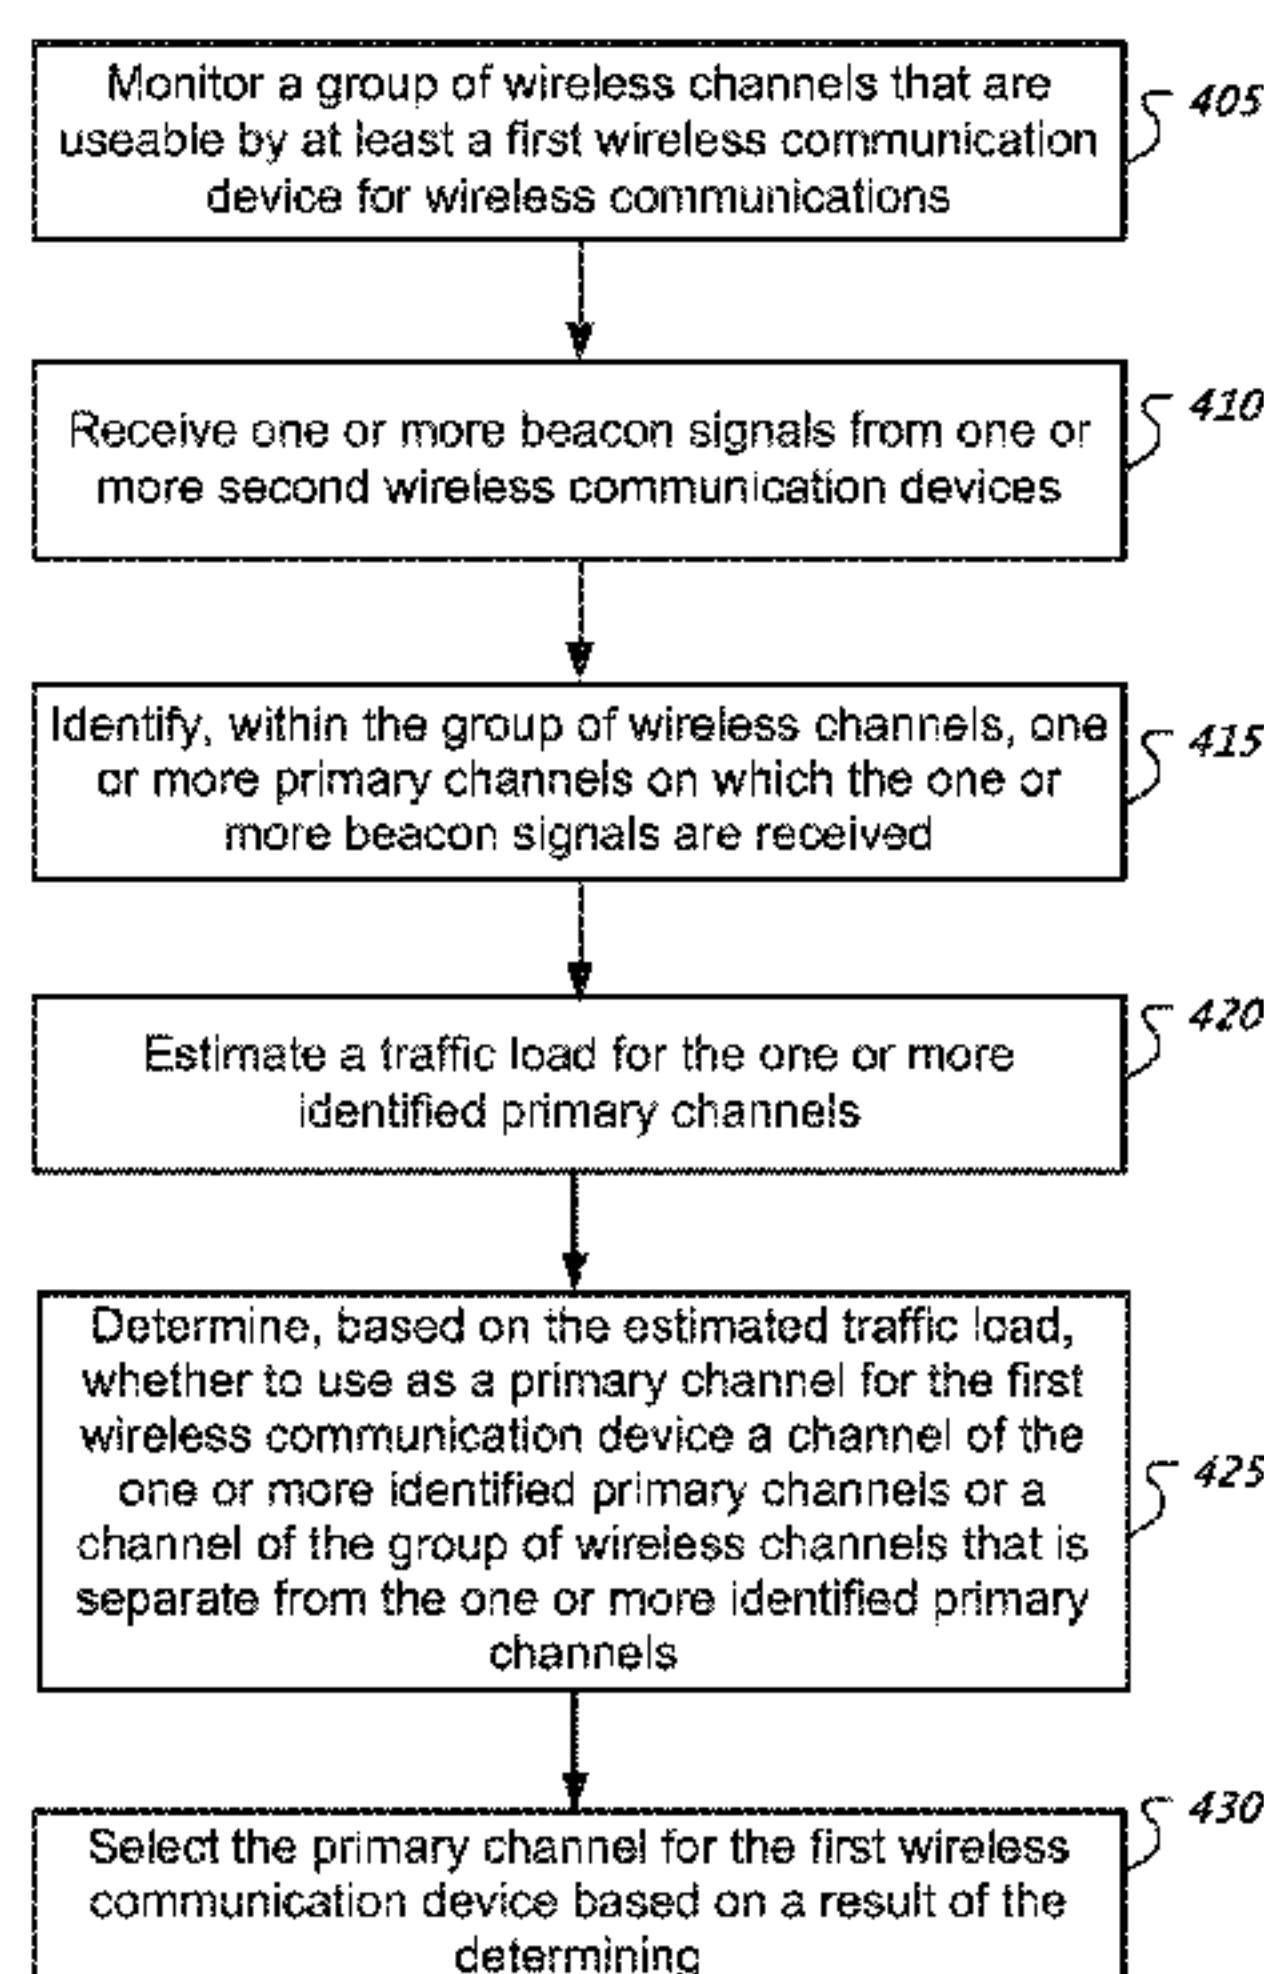 Monitor a group of wireless channels that are
useable by at least a first wireless communication
device for wireless communications
405
Receive one or more beacon signals from one or
more second wireless communication devices
410
Identify, within the group of wireless channels, one
or more primary channels on which the one or
more beacon signals are received
415
Estimate a traffic load for the one or more
identified primary channels
420
Determine, based on the estimated traffic load,
whether to use as a primary channel for the first
wireless communication device a channel of the
one or more identified primary channels or a
channel of the group of wireless channels that is
separate from the one or more identified primary
channels
425
Select the primary channel for the first wireless
communication device based on a result of the
determining
430